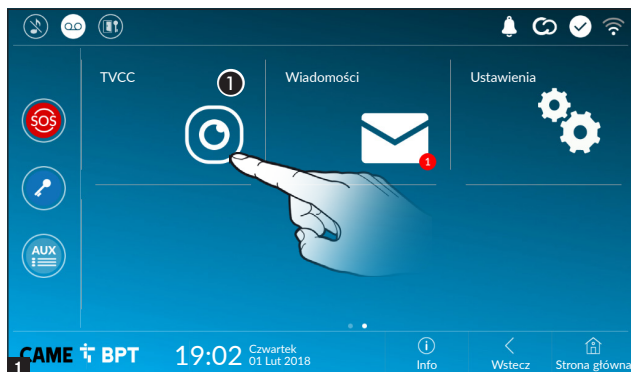 TVCC
1
Wiadomości
Ustawienia
SOS
1
AUX
1
CAME BPT
19:02
Czwartek
01 Lut 2018
Info
Wstecz
Strona główna